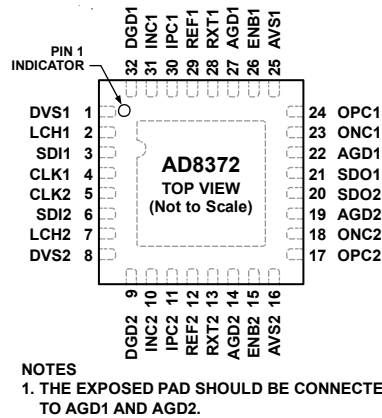 32 DGD1
31 INC1
30 IPC1
29 REF1
28 RXT1
27 AGD1
26 ENB1
25 AVS1
PIN 1
INDICATOR
DVS1 1
LCH1 2
SDI1 3
CLK1 4
CLK2 5
SDI2 6
LCH2 7
DVS2 8
AD8372
TOP VIEW
(Not to Scale)
24 OPC1
23 ONC1
22 AGD1
21 SDO1
20 SDO2
19 AGD2
18 ONC2
17 OPC2
DGD2 9
INC2 10
IPC2 11
REF2 12
RXT2 13
AGD2 14
ENB2 15
AVS2 16
NOTES
1. THE EXPOSED PAD SHOULD BE CONNECTE
TO AGD1 AND AGD2.